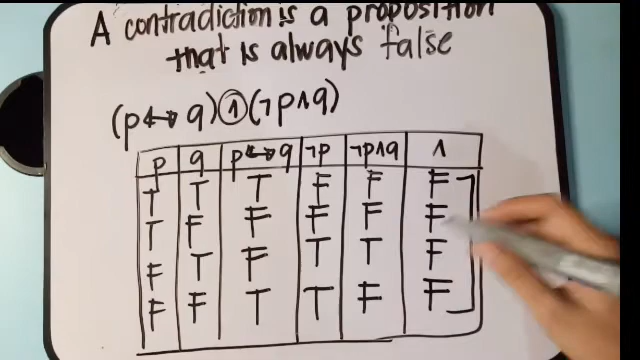 A contradiction is a proposition
that is always false
(p↔q)∧(¬p∧q)
p q p↔q ¬p ¬p∧q ∧
T T T F F F
T F F F F F
F T F T T F
F F T T F F